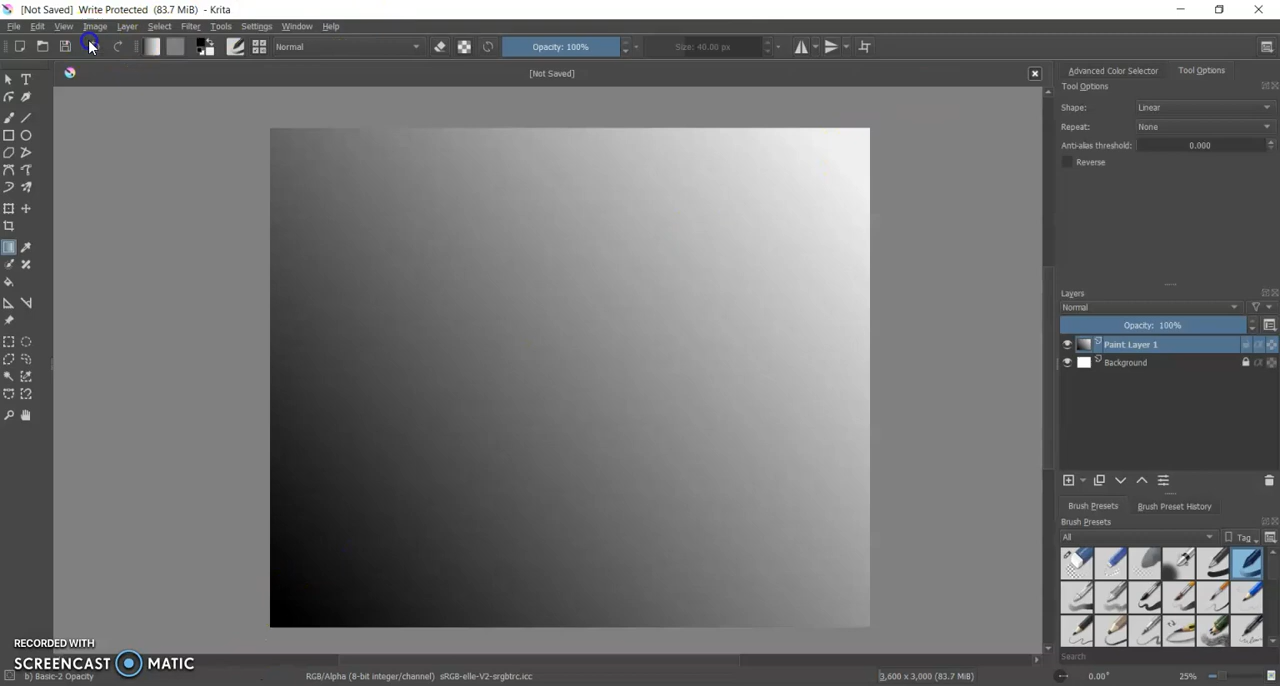 [Not Saved] Write Protected (83.7 MiB) - Krita
File Edit View Image Layer Select Filter Tools Settings Window Help
Normal Opacity: 100% Size: 40.00 px
[Not Saved]
Advanced Color Selector Tool Options
Tool Options
Shape: Linear
Repeat: None
Anti-alias threshold: 0.000
Reverse
Layers
Normal
Opacity: 100%
Paint Layer 1
Background
Brush Presets Brush Preset History
Brush Presets
All Tag
Search
RECORDED WITH
SCREENCAST MATIC
b) Basic-2 Opacity RGB/Alpha (8-bit integer/channel) sRGB-elle-V2-srgbtrc.icc 3,600 x 3,000 (83.7 MiB) 0.00° 25%